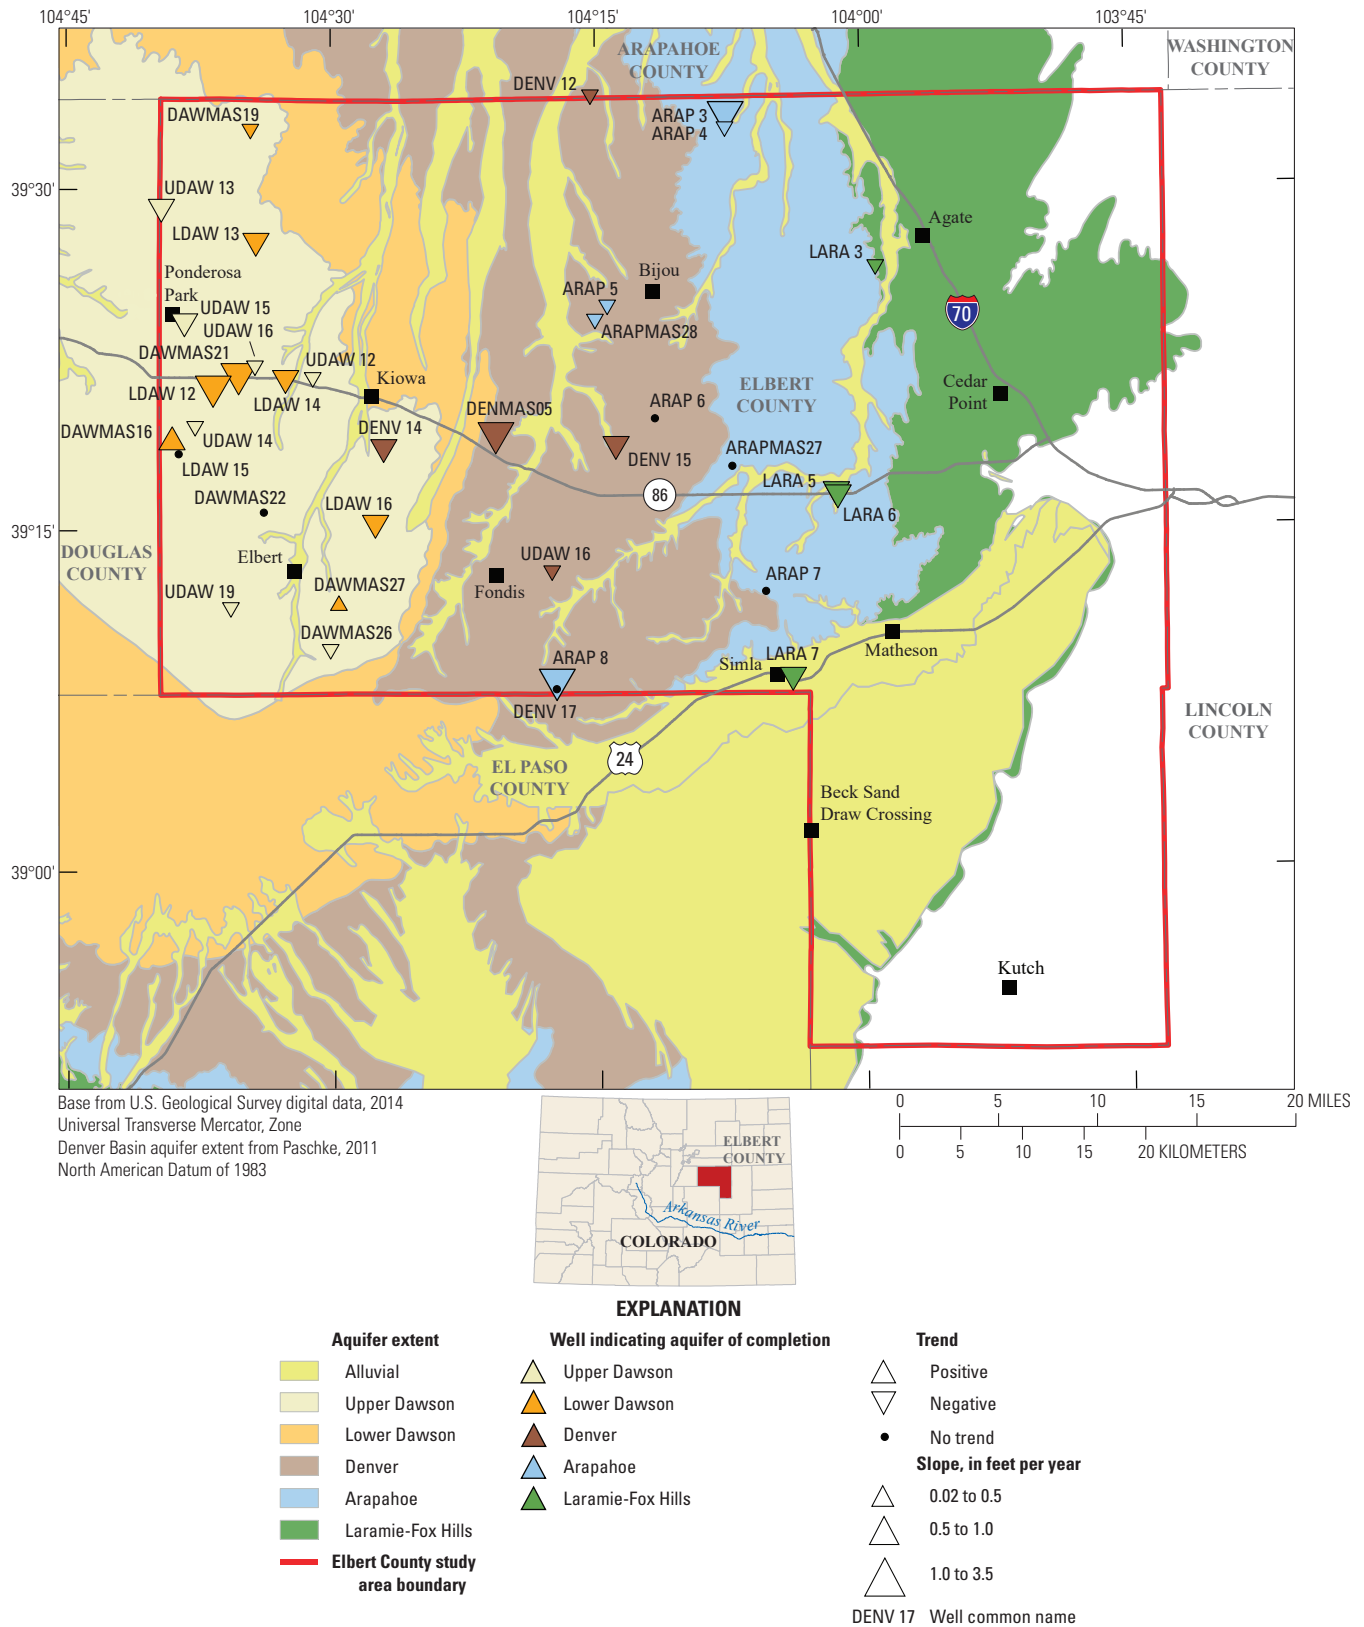 104°45'
104°30'
104°15'
104°00'
103°45'
ARAPAHOE
COUNTY
WASHINGTON
COUNTY
DENV 12
DAWMAS19
ARAP 3
ARAP 4
39°30'
UDAW 13
LDAW 13
Agate
LARA 3
Ponderosa
Park
Bijou
ARAP 5
UDAW 15
UDAW 16
ARAPMAS28
70
DAWMAS21
UDAW 12
Kiowa
LDAW 12
LDAW 14
ELBERT
COUNTY
Cedar
Point
ARAP 6
DENMAS05
DENV 14
DAWMAS16
UDAW 14
LDAW 15
DENV 15
ARAPMAS27
DAWMAS22
LDAW 16
86
LARA 5
LARA 6
39°15'
DOUGLAS
COUNTY
Elbert
UDAW 16
Fondis
ARAP 7
UDAW 19
DAWMAS27
DAWMAS26
ARAP 8
Simla
LARA 7
Matheson
DENV 17
LINCOLN
COUNTY
24
EL PASO
COUNTY
Beck Sand
Draw Crossing
39°00'
Kutch
Base from U.S. Geological Survey digital data, 2014
Universal Transverse Mercator, Zone
Denver Basin aquifer extent from Paschke, 2011
North American Datum of 1983
0 5 10 15 20 MILES
0 5 10 15 20 KILOMETERS
ELBERT
COUNTY
Arkansas River
COLORADO
EXPLANATION
Aquifer extent
Alluvial
Upper Dawson
Lower Dawson
Denver
Arapahoe
Laramie-Fox Hills
Elbert County study
area boundary
Well indicating aquifer of completion
Upper Dawson
Lower Dawson
Denver
Arapahoe
Laramie-Fox Hills
Trend
Positive
Negative
No trend
Slope, in feet per year
0.02 to 0.5
0.5 to 1.0
1.0 to 3.5
DENV 17 Well common name